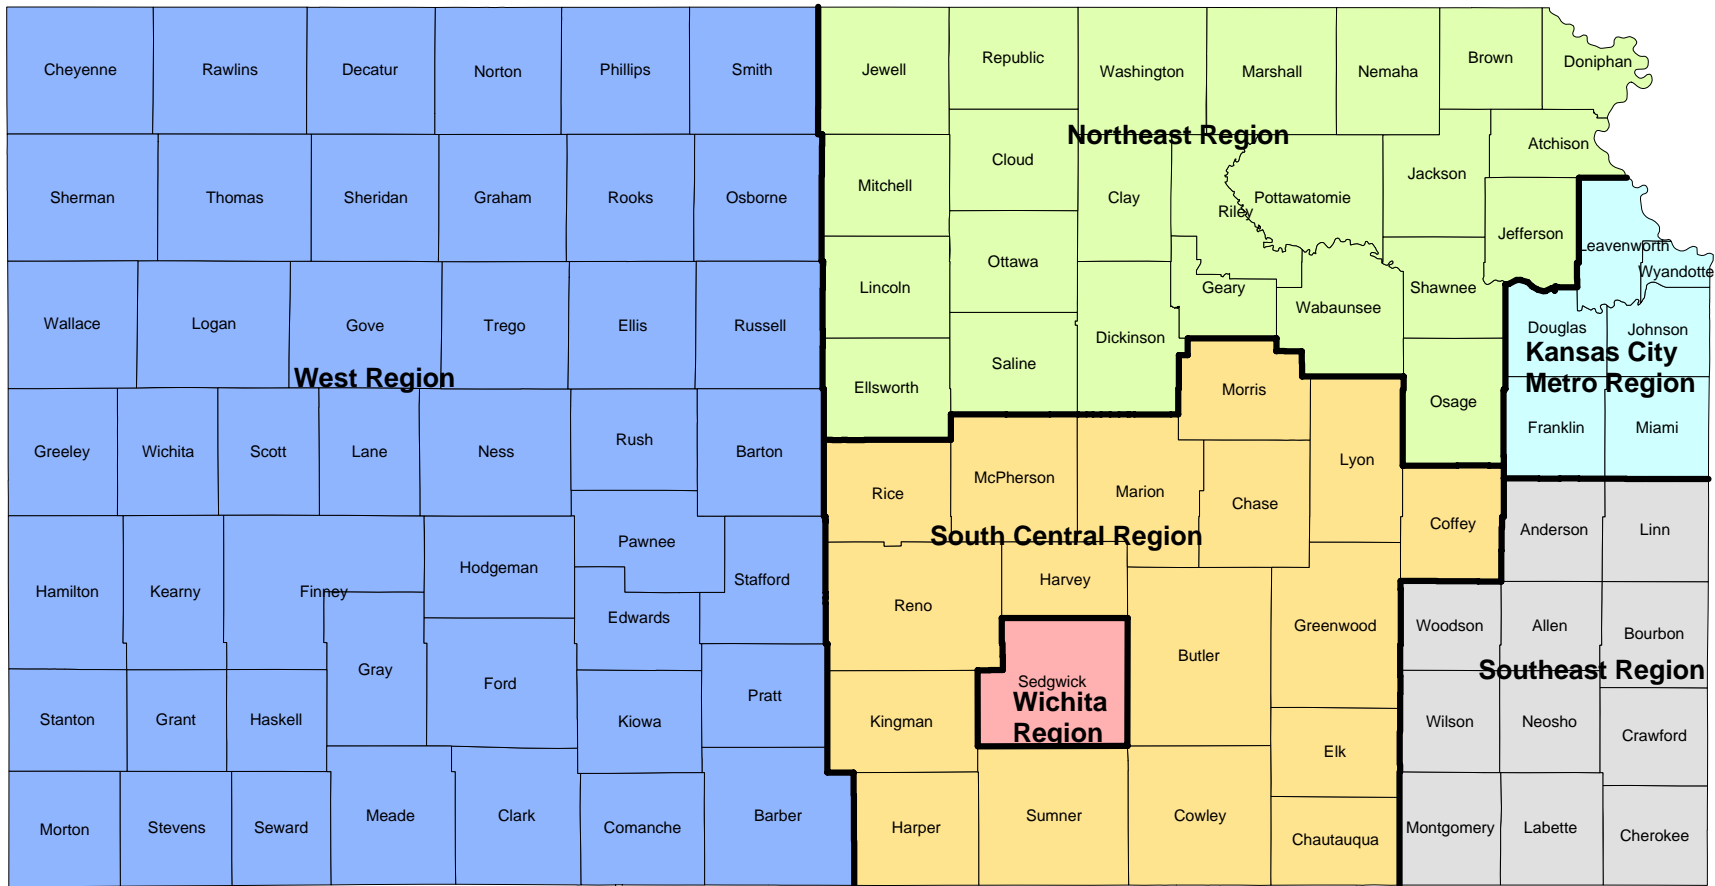 Cheyenne
Rawlins
Decatur
Norton
Phillips
Smith
Jewell
Republic
Washington
Marshall
Nemaha
Brown
Doniphan
Northeast Region
Cloud
Atchison
Mitchell
Clay
Riley
Pottawatomie
Jackson
Sherman
Thomas
Sheridan
Graham
Rooks
Osborne
Jefferson
Leavenworth
Wyandotte
Lincoln
Ottawa
Geary
Wabaunsee
Shawnee
Wallace
Logan
Gove
Trego
Ellis
Russell
Dickinson
Douglas
Johnson
Kansas City
Metro Region
West Region
Ellsworth
Saline
Morris
Osage
Franklin
Miami
Greeley
Wichita
Scott
Lane
Ness
Rush
Barton
Rice
McPherson
Marion
Chase
Lyon
Coffey
Anderson
Linn
South Central Region
Hamilton
Kearny
Finney
Hodgeman
Pawnee
Stafford
Edwards
Reno
Harvey
Butler
Greenwood
Woodson
Allen
Bourbon
Southeast Region
Gray
Ford
Kiowa
Pratt
Sedgwick
Wichita
Region
Stanton
Grant
Haskell
Kingman
Elk
Wilson
Neosho
Crawford
Morton
Stevens
Seward
Meade
Clark
Comanche
Barber
Harper
Sumner
Cowley
Chautauqua
Montgomery
Labette
Cherokee